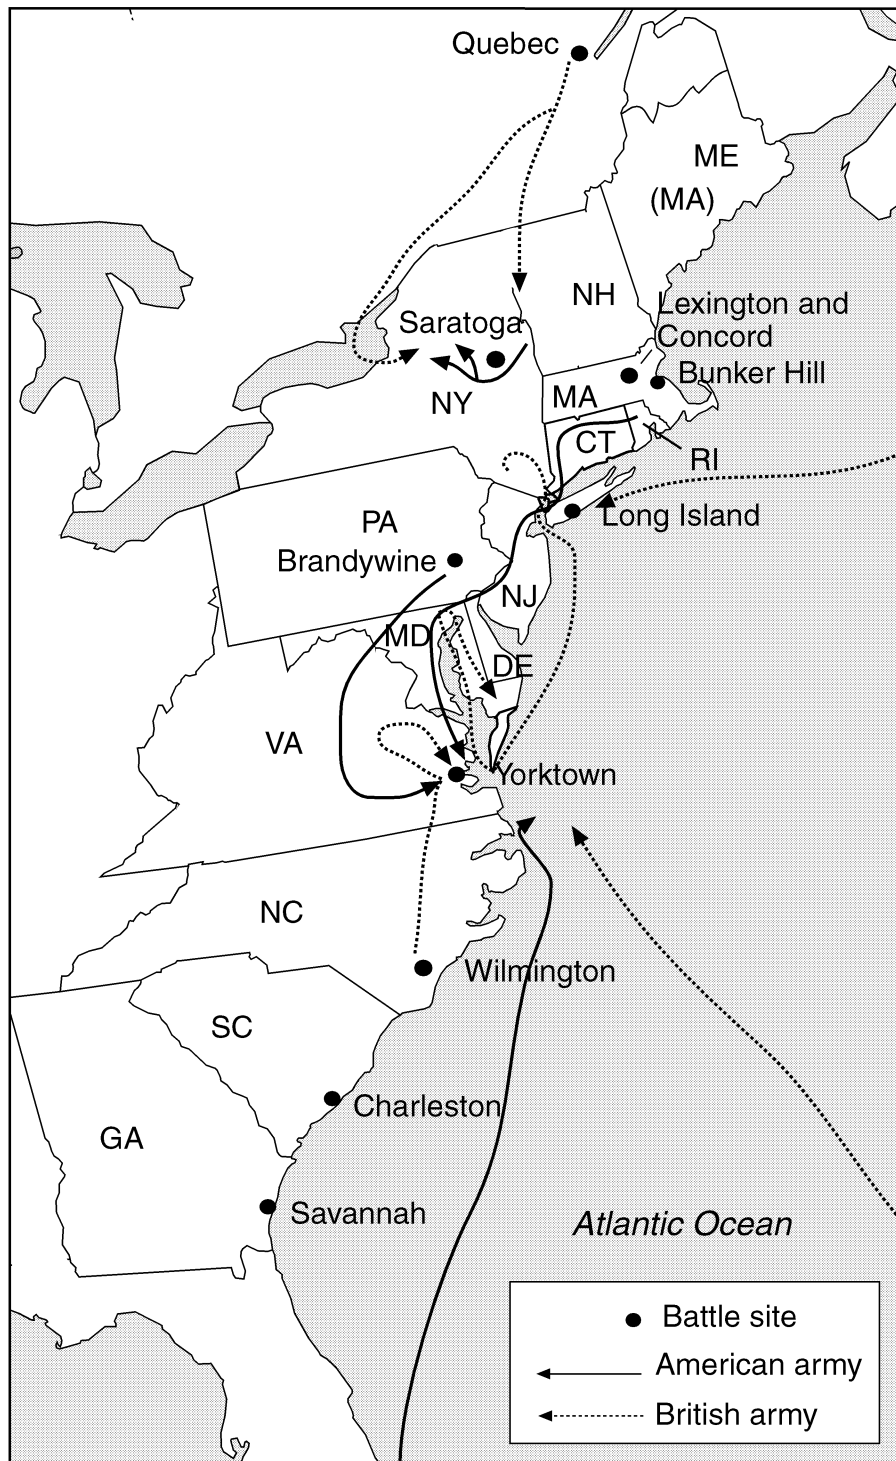 Quebec
ME
(MA)
NH
Lexington and
Concord
Saratoga
Bunker Hill
MA
NY
CT
RI
PA
Long Island
Brandywine
NJ
MD
DE
VA
Yorktown
NC
Wilmington
SC
Charleston
GA
Savannah
Atlantic Ocean
Battle site
American army
British army